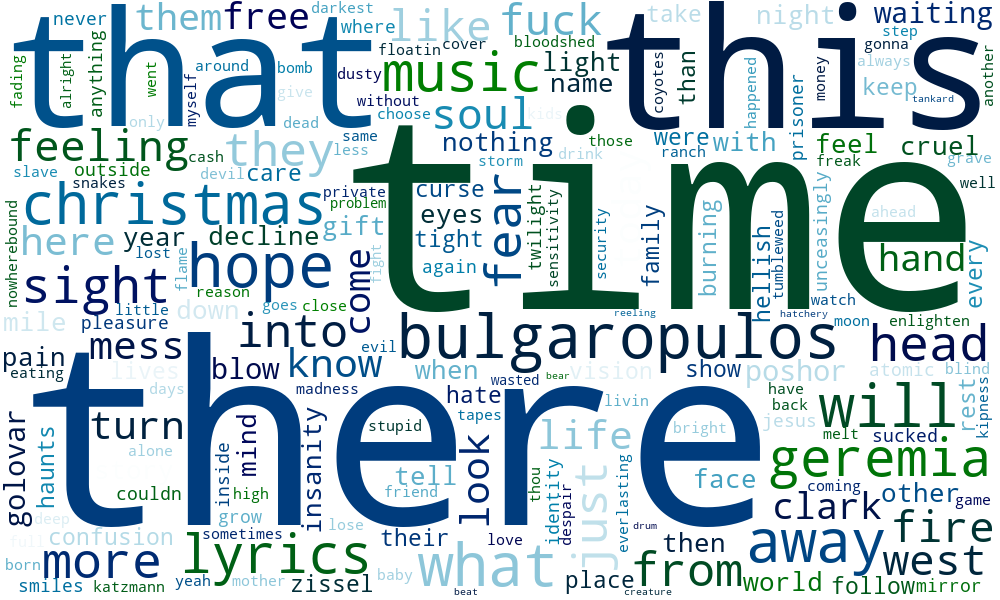 never
them
free
darkest
where
like
fuck
take
night
waiting
that
this
floatin
cover
bloodshed
step
gonna
always
fading
alright
anything
went
myself
around
bomb
dusty
music
light
name
coyotes
than
happened
prisoner
money
keep
tankard
another
give
without
choose
soul
kids
only
dead
same
less
nothing
those
were
with
ranch
feel
freak
cruel
grave
feeling
cash
they
storm
drink
slave
outside
devil
care
snakes
private
problem
curse
fear
twilight
sensitivity
time
well
christmas
gift
eyes
tight
security
family
burning
hellish
tumbleweed
unceasingly
ahead
here
year
decline
lost
flame
hope
come
fight
again
hand
every
nowherebound
sight
reason
goes
close
watch
little
down
reeling
hatchery
moon
enlighten
mile
pleasure
into
bulgaropulos
head
pain
mess
evil
eating
lives
blow
know
when
bear
vision
show
poshor
atomic
blind
days
madness
hate
wasted
livin
have
back
rest
kipness
there
turn
stupid
tapes
life
bright
jesus
will
melt
sucked
golovar
haunts
alone
inside
mind
insanity
look
geremia
couldn
high
tell
friend
thou
identity
despair
just
everlasting
face
coming
clark
other
game
deep
full
grow
confusion
sometimes
lose
their
love
drum
then
away
fire
more
lyrics
what
from
west
born
smiles
katzmann
yeah
mother
zissel
baby
beat
place
creature
world
follow
mirror